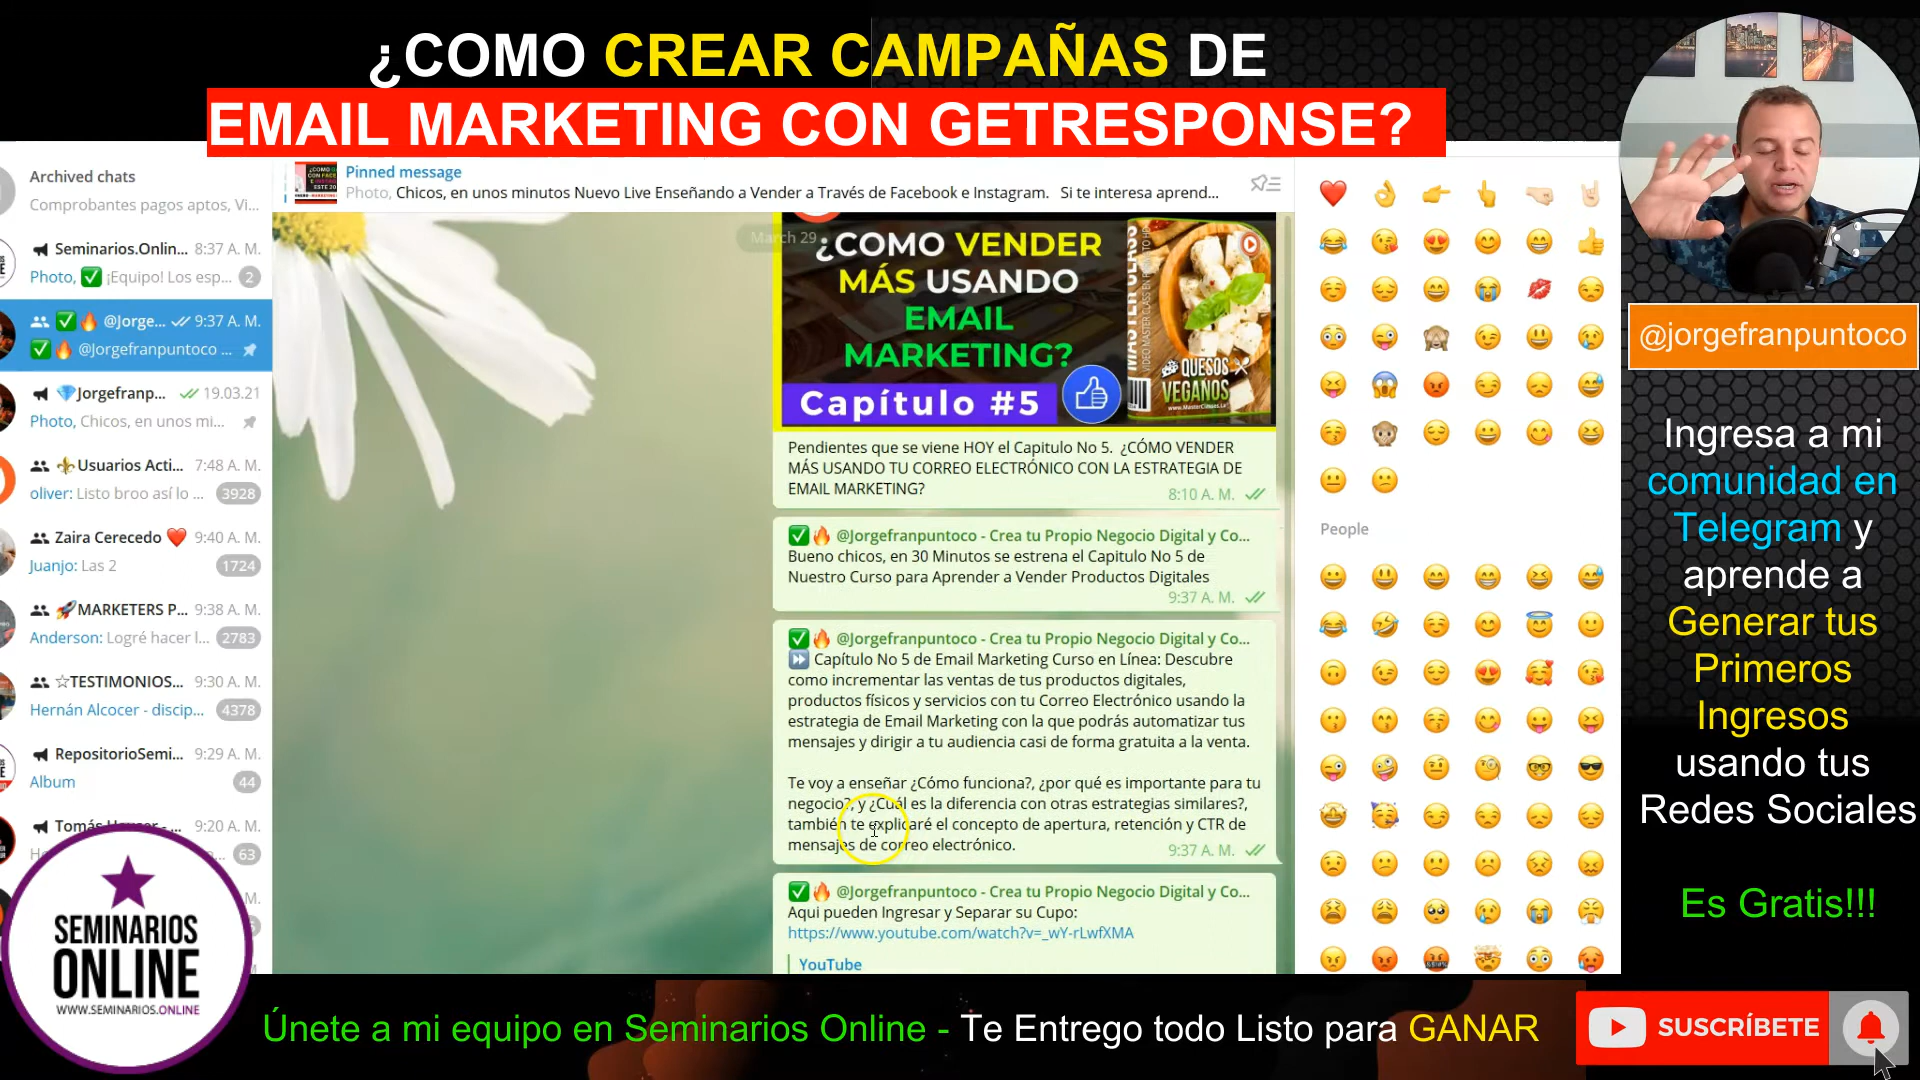 ¿COMO CREAR CAMPAÑAS DE
EMAIL MARKETING CON GETRESPONSE?
Archived chats
Comprobantes pagos aptos, Vi...
Seminarios.Onlin... 8:37 A. M.
Photo, ✅ ¡Equipo! Los esp... 2
✅🔥 @Jorge... 9:37 A. M.
✅🔥 @Jorgefranpuntoco ...
💎Jorgefranp... 19.03.21
Photo, Chicos, en unos mi...
⚜️Usuarios Acti... 7:48 A. M.
oliver: Listo broo así lo ... 3928
Zaira Cerecedo ❤️ 9:40 A. M.
Juanjo: Las 2 1724
🚀MARKETERS P... 9:38 A. M.
Anderson: Logré hacer l... 2783
☆TESTIMONIOS... 9:30 A. M.
Hernán Alcocer - discip... 4378
RepositorioSemi... 9:29 A. M.
Album 44
9:20 A. M.
63
SEMINARIOS
ONLINE
WWW.SEMINARIOS.ONLINE
Pinned message
Photo, Chicos, en unos minutos Nuevo Live Enseñando a Vender a Través de Facebook e Instagram. Si te interesa aprend...
March 29
¿COMO VENDER
MÁS USANDO
EMAIL
MARKETING?
Capítulo #5
MASTER CLASS
QUESOS
VEGANOS
Pendientes que se viene HOY el Capitulo No 5. ¿CÓMO VENDER
MÁS USANDO TU CORREO ELECTRÓNICO CON LA ESTRATEGIA DE
EMAIL MARKETING?
8:10 A. M.
✅🔥 @Jorgefranpuntoco - Crea tu Propio Negocio Digital y Co...
Bueno chicos, en 30 Minutos se estrena el Capitulo No 5 de
Nuestro Curso para Aprender a Vender Productos Digitales
9:37 A. M.
✅🔥 @Jorgefranpuntoco - Crea tu Propio Negocio Digital y Co...
⏩ Capítulo No 5 de Email Marketing Curso en Línea: Descubre
como incrementar las ventas de tus productos digitales,
productos físicos y servicios con tu Correo Electrónico usando la
estrategia de Email Marketing con la que podrás automatizar tus
mensajes y dirigir a tu audiencia casi de forma gratuita a la venta.
Te voy a enseñar ¿Cómo funciona?, ¿por qué es importante para tu
negocio?, y ¿Cuál es la diferencia con otras estrategias similares?,
también te explicaré el concepto de apertura, retención y CTR de
mensajes de correo electrónico.
9:37 A. M.
✅🔥 @Jorgefranpuntoco - Crea tu Propio Negocio Digital y Co...
Aqui pueden Ingresar y Separar su Cupo:
https://www.youtube.com/watch?v=_wY-rLwfXMA
YouTube
People
@jorgefranpuntoco
Ingresa a mi
comunidad en
Telegram y
aprende a
Generar tus
Primeros
Ingresos
usando tus
Redes Sociales
Es Gratis!!!
Únete a mi equipo en Seminarios Online - Te Entrego todo Listo para GANAR
SUSCRÍBETE